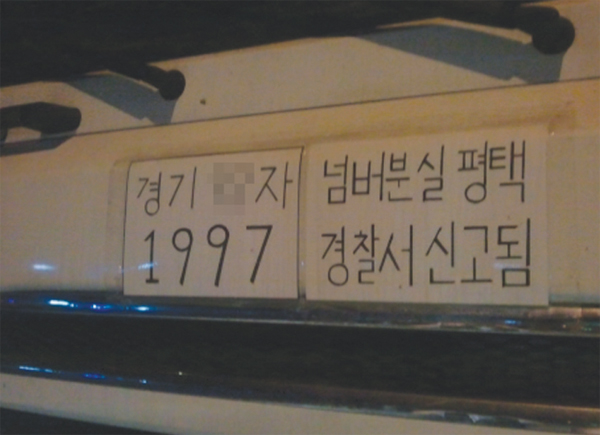 경기 자
1997
넘버분실 평택
경찰서 신고됨